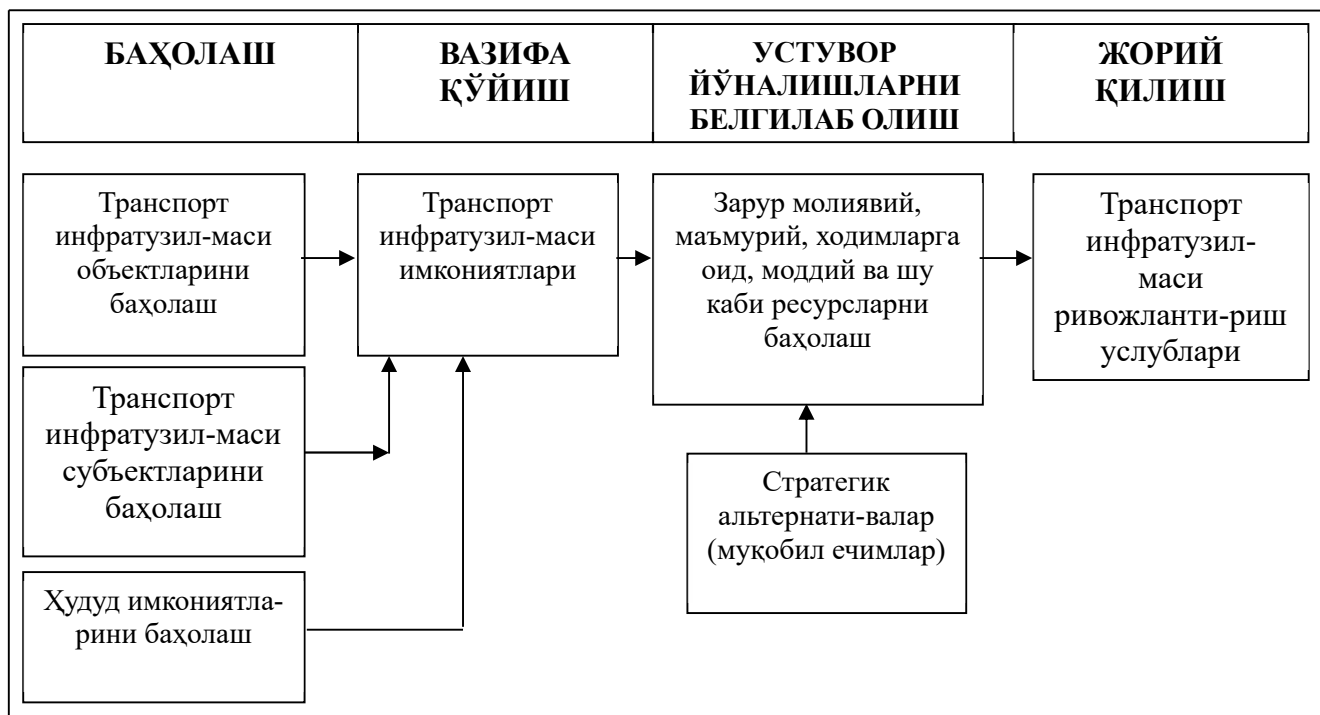 БАҲОЛАШ
ВАЗИФА
ҚЎЙИШ
УСТУВОР
ЙЎНАЛИШЛАРНИ
БЕЛГИЛАБ ОЛИШ
ЖОРИЙ
ҚИЛИШ
Транспорт
инфратузил-маси
объектларини
баҳолаш
Транспорт
инфратузил-маси
имкониятлари
Зарур молиявий,
маъмурий, ходимларга
оид, моддий ва шу
каби ресурсларни
баҳолаш
Транспорт
инфратузил-
маси
ривожланти-риш
услублари
Транспорт
инфратузил-маси
субъектларини
баҳолаш
Стратегик
альтернати-валар
(муқобил ечимлар)
Ҳудуд имкониятла-
рини баҳолаш